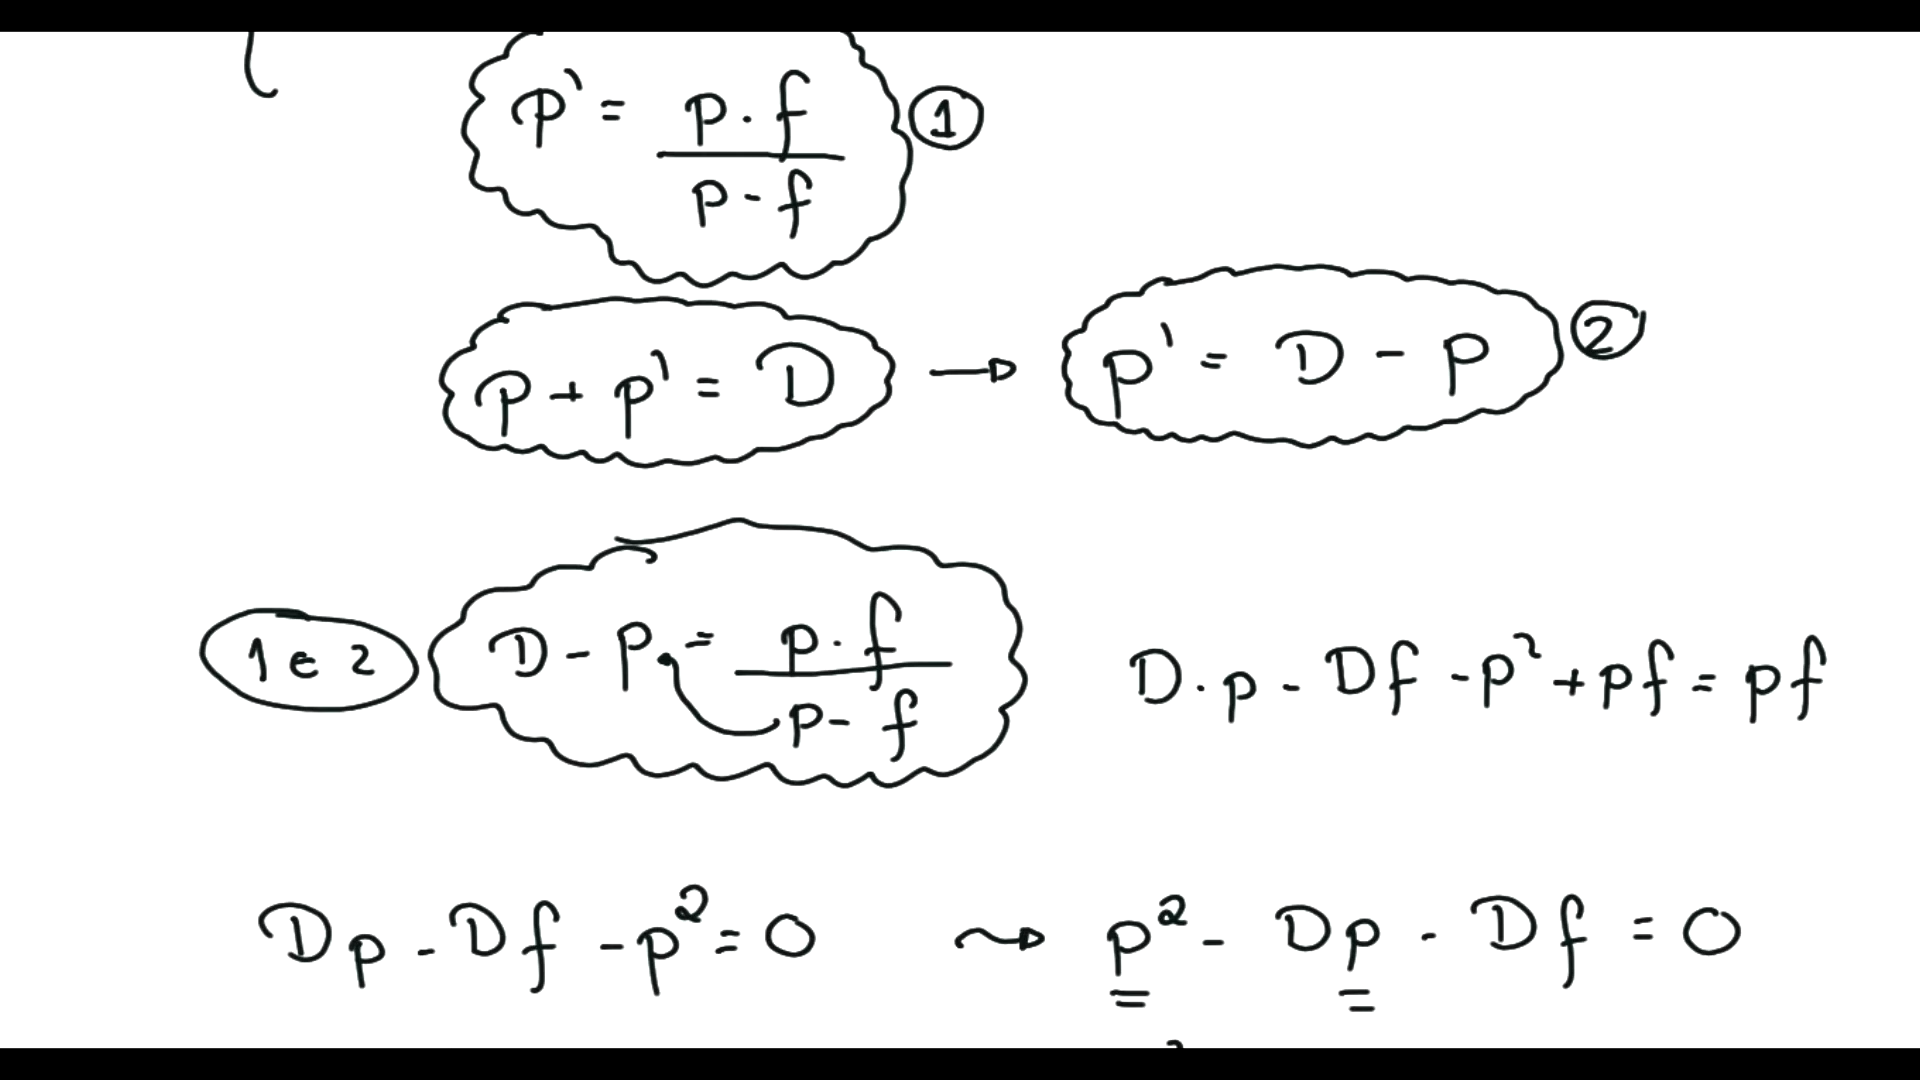 p' = p · f / p - f 1
p + p' = D → p' = D - p 2
1 e 2 D - p = p · f / p - f D · p - Df - p² + pf = pf
Dp - Df - p² = 0 ⇝ p² - Dp - Df = 0